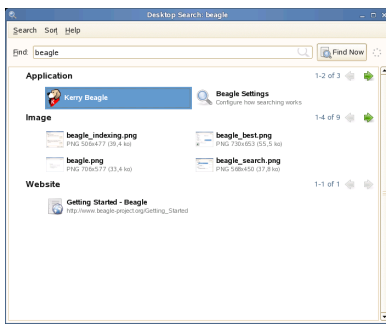 Desktop Search: beagle
Search Sort Help
Find: beagle Find Now
Application 1-2 of 3
Kerry Beagle
Beagle Settings
Configure how searching works
Image 1-4 of 9
beagle_indexing.png
PNG 506x477 (39,4 ko)
beagle_best.png
PNG 730x653 (55,5 ko)
beagle.png
PNG 706x577 (33,4 ko)
beagle_search.png
PNG 568x450 (37,8 ko)
Website 1-1 of 1
Getting Started - Beagle
http://www.beagle-project.org/Getting_Started